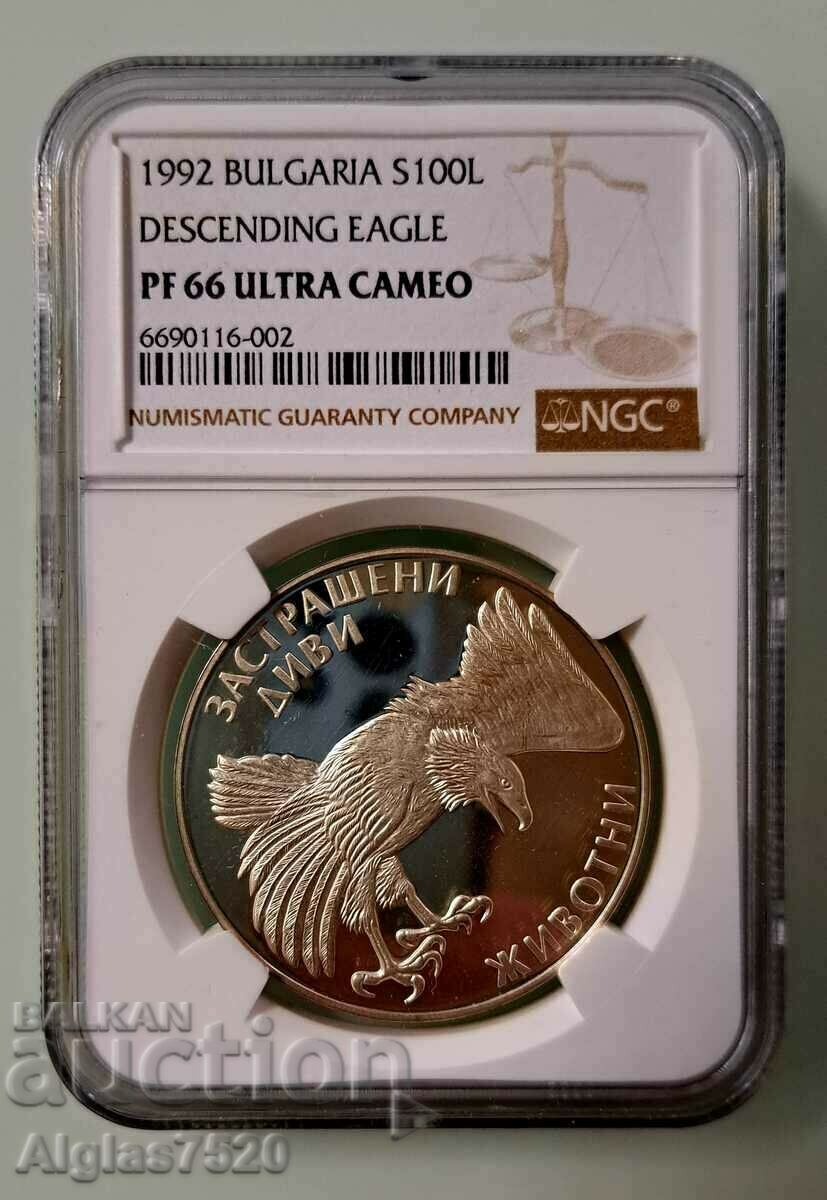 1992 BULGARIA S100L
DESCENDING EAGLE
PF 66 ULTRA CAMEO
6690116-002
NUMISMATIC GUARANTY COMPANY
NGC®
ЗАСТРАШЕНИ
ДИВИ
ЖИВОТНИ
BALKAN
auction
Alglas7520